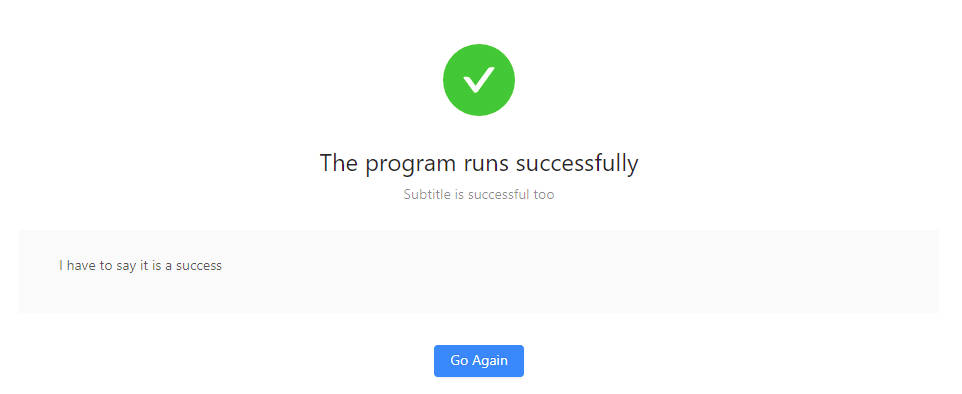 The program runs successfully
Subtitle is successful too
I have to say it is a success
Go Again